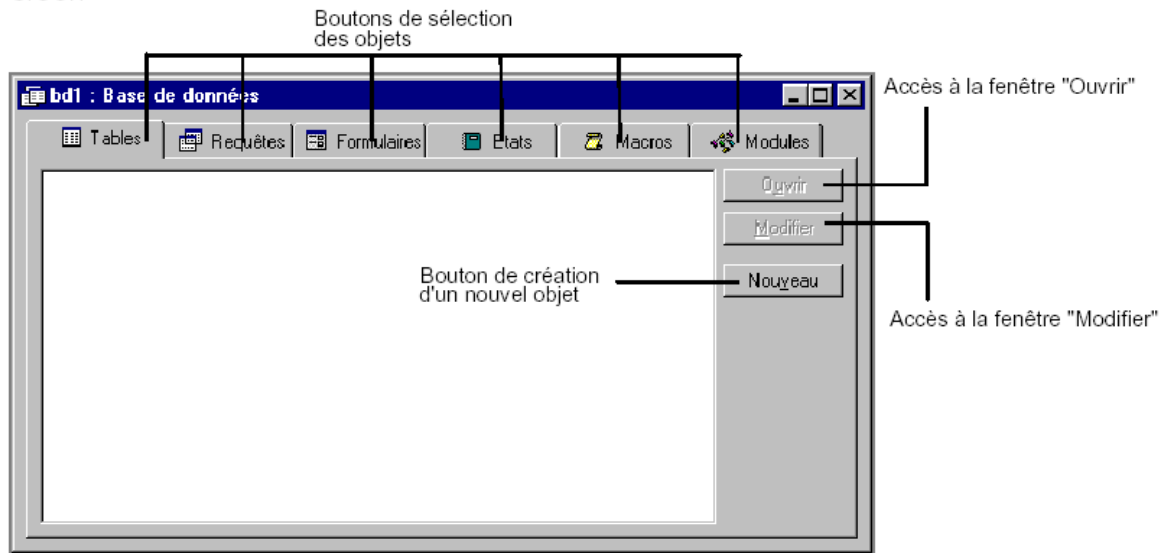 Boutons de sélection
des objets
Accès à la fenêtre "Ouvrir"
bd1 : Base de données
Tables
Requêtes
Formulaires
Etats
Macros
Modules
Ouvrir
Modifier
Bouton de création
d'un nouvel objet
Nouveau
Accès à la fenêtre "Modifier"